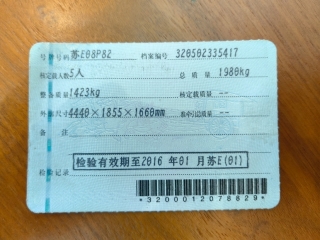 号牌号码 苏E08P82 档案编号 320502335417
核定载人数 5人 总质量 1980kg
整备质量 1423kg 核定载质量 --
外廓尺寸 4440×1855×1660mm 准牵引总质量 --
备注
检验有效期至2016年01月苏E(01)
检验记录
*3200012078829*